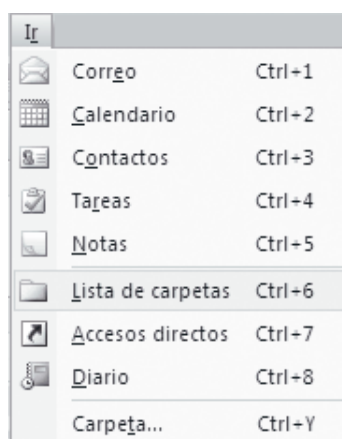 Ir
Correo Ctrl+1
Calendario Ctrl+2
Contactos Ctrl+3
Tareas Ctrl+4
Notas Ctrl+5
Lista de carpetas Ctrl+6
Accesos directos Ctrl+7
Diario Ctrl+8
Carpeta... Ctrl+Y